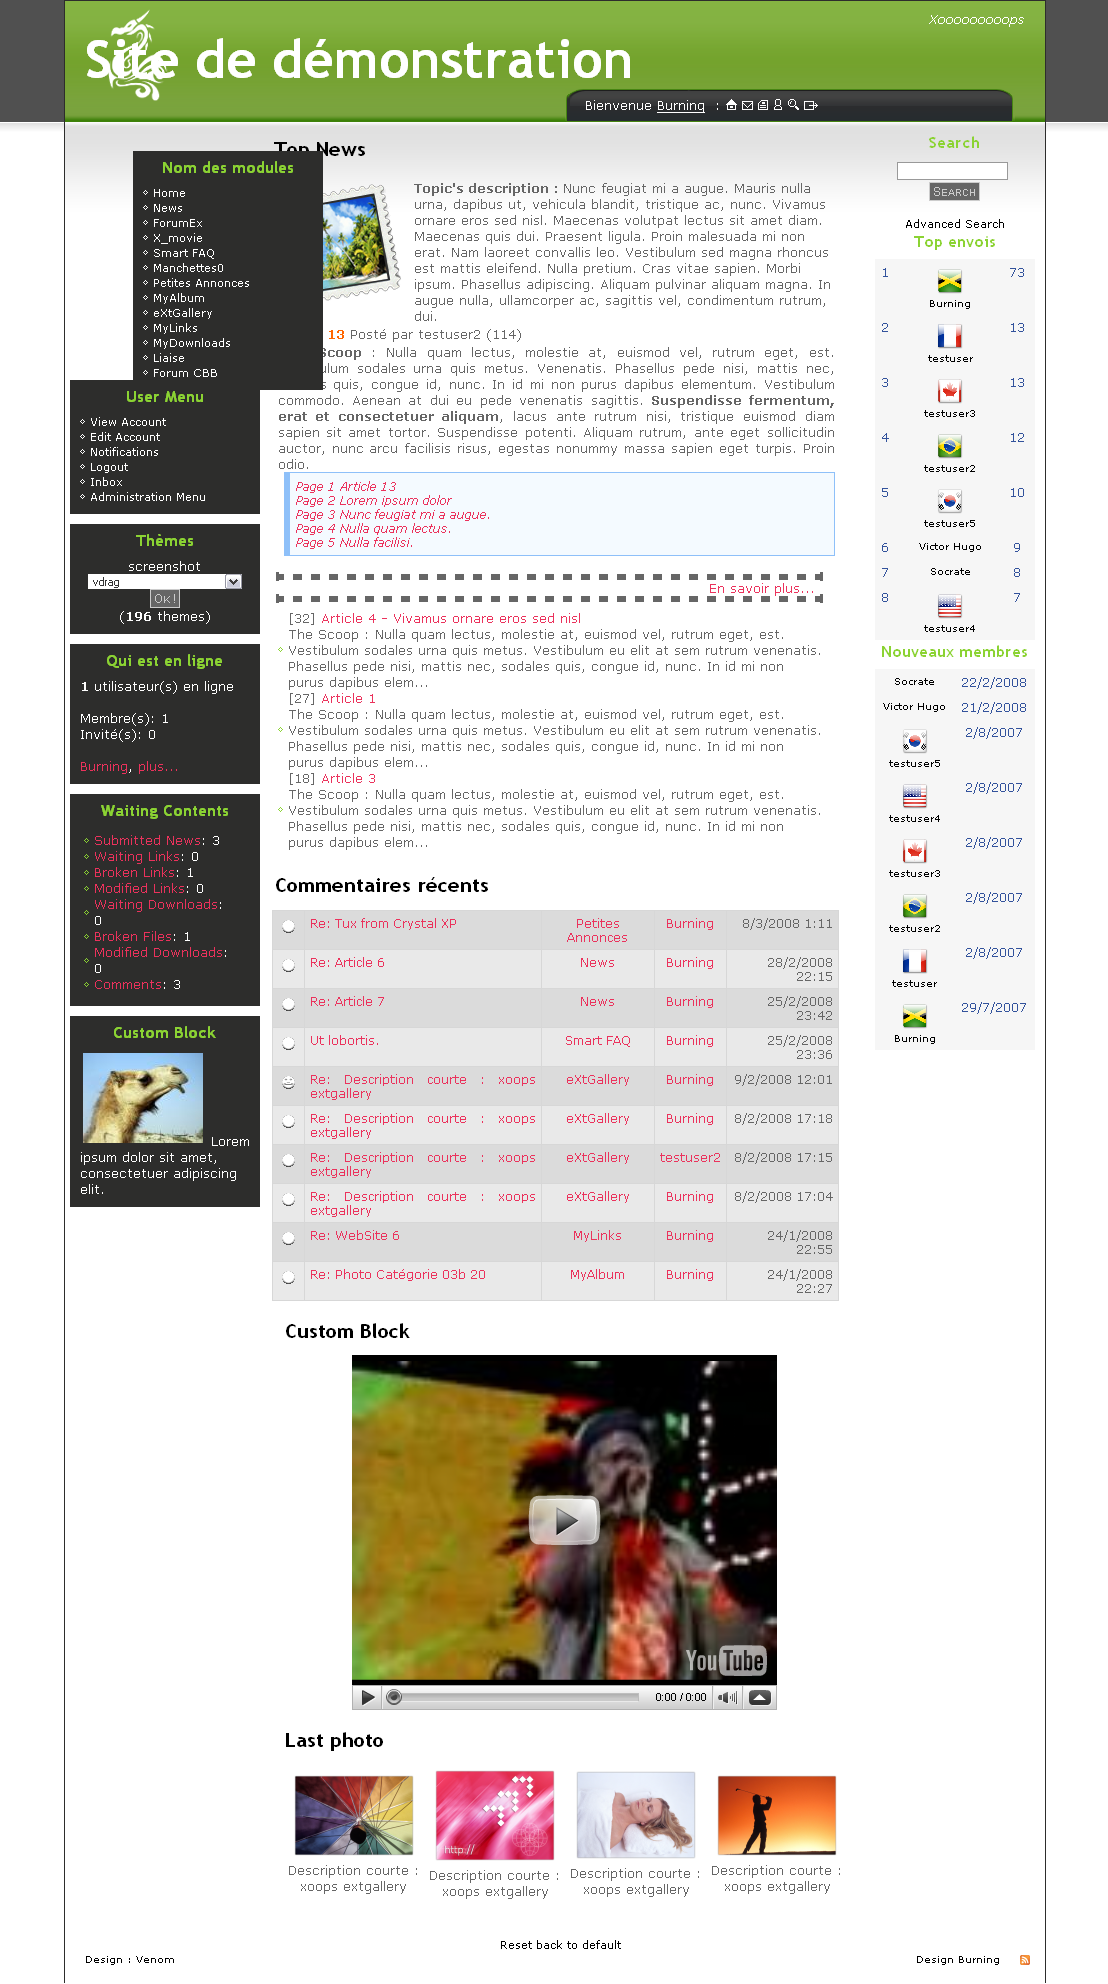 Xoooooooooops
Site de démonstration
Bienvenue Burning :
Nom des modules
Home
News
ForumEx
X_movie
Smart FAQ
Manchettes0
Petites Annonces
MyAlbum
eXtGallery
MyLinks
MyDownloads
Liaise
Forum CBB
User Menu
View Account
Edit Account
Notifications
Logout
Inbox
Administration Menu
Thèmes
screenshot
vdrag
OK!
(196 themes)
Qui est en ligne
1 utilisateur(s) en ligne
Membre(s): 1
Invité(s): 0
Burning, plus...
Waiting Contents
Submitted News: 3
Waiting Links: 0
Broken Links: 1
Modified Links: 0
Waiting Downloads:
0
Broken Files: 1
Modified Downloads:
0
Comments: 3
Custom Block
Lorem
ipsum dolor sit amet,
consectetuer adipiscing
elit.
Top News
Topic's description : Nunc feugiat mi a augue. Mauris nulla
urna, dapibus ut, vehicula blandit, tristique ac, nunc. Vivamus
ornare eros sed nisl. Maecenas volutpat lectus sit amet diam.
Maecenas quis dui. Praesent ligula. Proin malesuada mi non
erat. Nam laoreet convallis leo. Vestibulum sed magna rhoncus
est mattis eleifend. Nulla pretium. Cras vitae sapien. Morbi
ipsum. Phasellus adipiscing. Aliquam pulvinar aliquam magna. In
augue nulla, ullamcorper ac, sagittis vel, condimentum rutrum,
dui.
13 Posté par testuser2 (114)
Scoop : Nulla quam lectus, molestie at, euismod vel, rutrum eget, est.
ulum sodales urna quis metus. Venenatis. Phasellus pede nisi, mattis nec,
s quis, congue id, nunc. In id mi non purus dapibus elementum. Vestibulum
commodo. Aenean at dui eu pede venenatis sagittis. Suspendisse fermentum,
erat et consectetuer aliquam, lacus ante rutrum nisi, tristique euismod diam
sapien sit amet tortor. Suspendisse potenti. Aliquam rutrum, ante eget sollicitudin
auctor, nunc arcu facilisis risus, egestas nonummy massa sapien eget turpis. Proin
odio.
Page 1 Article 13
Page 2 Lorem ipsum dolor
Page 3 Nunc feugiat mi a augue.
Page 4 Nulla quam lectus.
Page 5 Nulla facilisi.
En savoir plus...
[32] Article 4 - Vivamus ornare eros sed nisl
The Scoop : Nulla quam lectus, molestie at, euismod vel, rutrum eget, est.
Vestibulum sodales urna quis metus. Vestibulum eu elit at sem rutrum venenatis.
Phasellus pede nisi, mattis nec, sodales quis, congue id, nunc. In id mi non
purus dapibus elem...
[27] Article 1
The Scoop : Nulla quam lectus, molestie at, euismod vel, rutrum eget, est.
Vestibulum sodales urna quis metus. Vestibulum eu elit at sem rutrum venenatis.
Phasellus pede nisi, mattis nec, sodales quis, congue id, nunc. In id mi non
purus dapibus elem...
[18] Article 3
The Scoop : Nulla quam lectus, molestie at, euismod vel, rutrum eget, est.
Vestibulum sodales urna quis metus. Vestibulum eu elit at sem rutrum venenatis.
Phasellus pede nisi, mattis nec, sodales quis, congue id, nunc. In id mi non
purus dapibus elem...
Commentaires récents
Re: Tux from Crystal XP Petites Annonces Burning 8/3/2008 1:11
Re: Article 6 News Burning 28/2/2008 22:15
Re: Article 7 News Burning 25/2/2008 23:42
Ut lobortis. Smart FAQ Burning 25/2/2008 23:36
Re: Description courte : xoops extgallery eXtGallery Burning 9/2/2008 12:01
Re: Description courte : xoops extgallery eXtGallery Burning 8/2/2008 17:18
Re: Description courte : xoops extgallery eXtGallery testuser2 8/2/2008 17:15
Re: Description courte : xoops extgallery eXtGallery Burning 8/2/2008 17:04
Re: WebSite 6 MyLinks Burning 24/1/2008 22:55
Re: Photo Catégorie 03b 20 MyAlbum Burning 24/1/2008 22:27
Custom Block
YouTube
0:00 / 0:00
Last photo
http://
Description courte :
xoops extgallery
Description courte :
xoops extgallery
Description courte :
xoops extgallery
Description courte :
xoops extgallery
Search
Search
Advanced Search
Top envois
1 Burning 73
2 testuser 13
3 testuser3 13
4 testuser2 12
5 testuser5 10
6 Victor Hugo 9
7 Socrate 8
8 testuser4 7
Nouveaux membres
Socrate 22/2/2008
Victor Hugo 21/2/2008
testuser5 2/8/2007
testuser4 2/8/2007
testuser3 2/8/2007
testuser2 2/8/2007
testuser 2/8/2007
Burning 29/7/2007
Reset back to default
Design : Venom
Design Burning